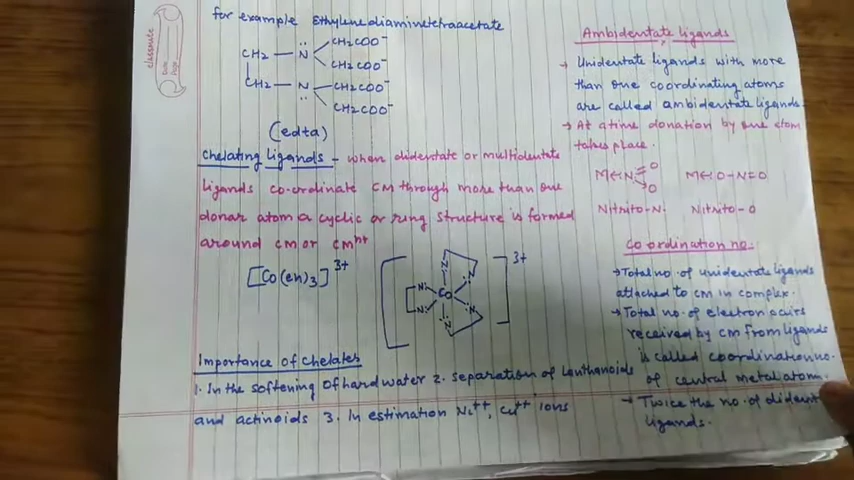 for example Ethylenediaminetetraacetate
CH2 — N̈ CH2COO⁻
CH2COO⁻
CH2 — N̤ — CH2COO⁻
CH2COO⁻
(edta)
Chelating ligands - when didentate or multidentate
ligands co-ordinate CM through more than one
donar atom a cyclic or ring structure is formed
around CM or CMⁿ⁺
[Co(en)3]³⁺
[Co N N N N N N]³⁺
Importance of chelates
1. In the softening of hard water 2. separation of lanthanoids
and actinoids 3. In estimation Ni⁺⁺, Cu⁺⁺ ions
Ambidentate ligands
→ Unidentate ligands with more
than one coordinating atoms
are called ambidentate ligands.
→ At a time donation by one atom
takes place.
M←N=O →O M←O-N=O
Nitrito-N. Nitrito-O
Coordination no.
→Total no. of unidentate ligands
attached to CM in complex.
→Total no. of electron pairs
received by CM from ligands
is called coordination no.
of central metal atom.
→ Twice the no. of didentate
ligands.
classmate
Date
Page